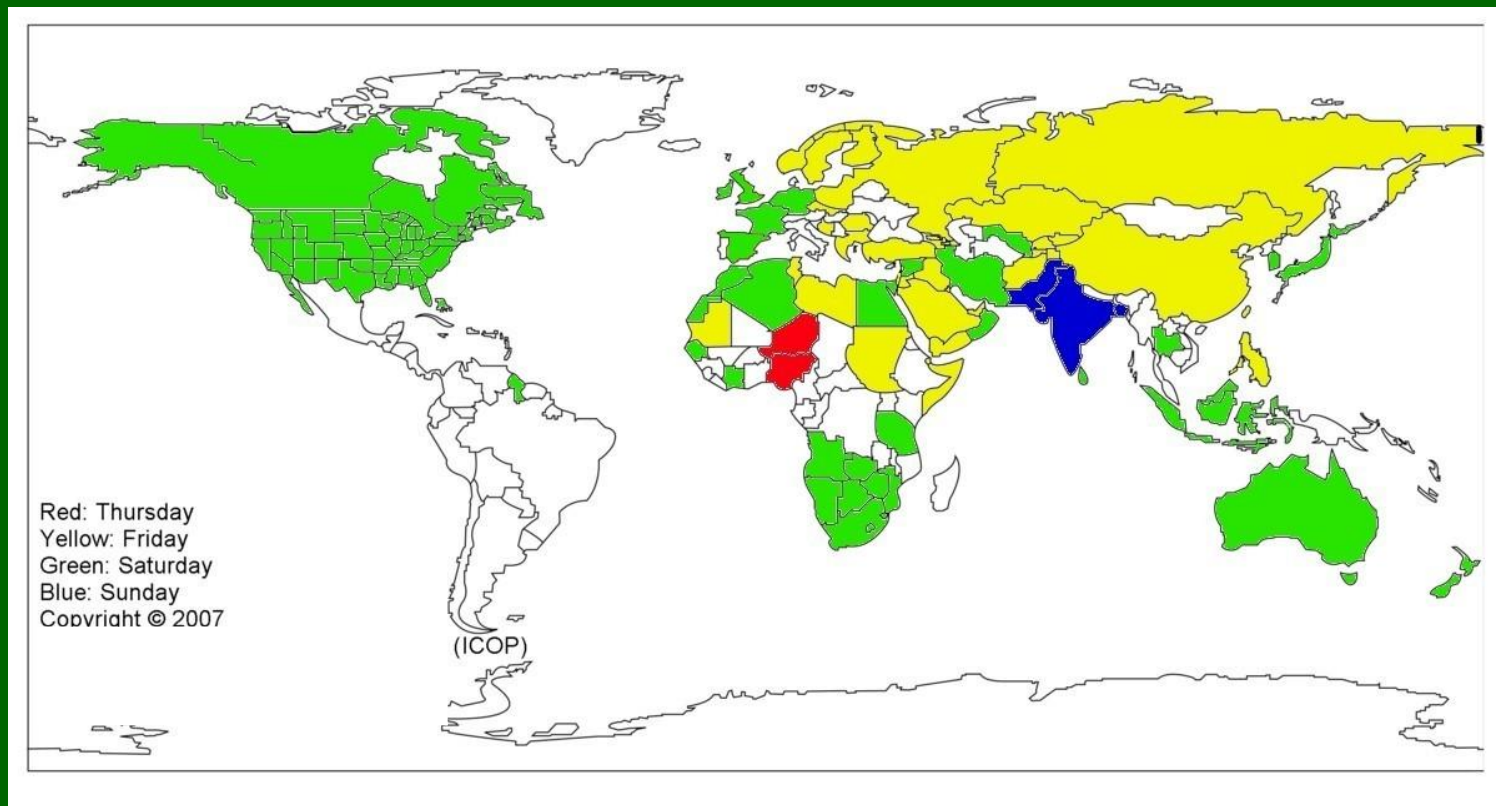 Red: Thursday
Yellow: Friday
Green: Saturday
Blue: Sunday
Copyright © 2007
(ICOP)